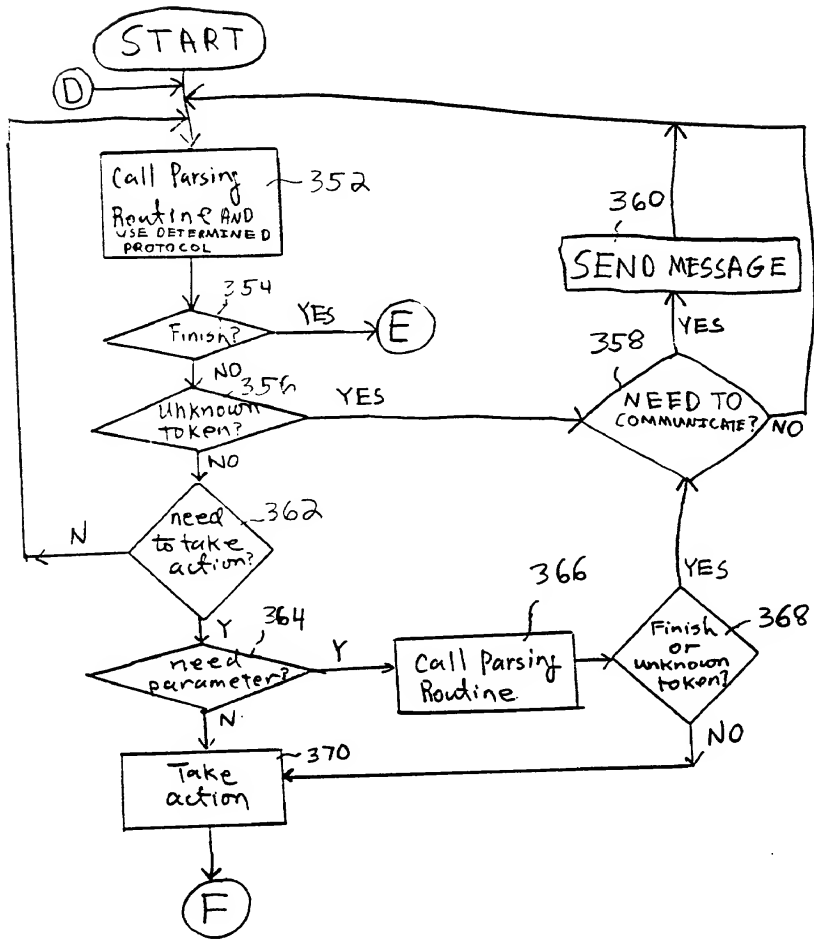 START
D
Call Parsing
Routine AND
USE DETERMINED
PROTOCOL
352
354
Finish?
YES
E
NO
356
Unknown
token?
YES
NO
360
SEND MESSAGE
YES
358
NEED TO
COMMUNICATE?
NO
need
to take
action?
362
N
Y
364
need
parameter?
Y
N
366
Call Parsing
Routine
YES
Finish
or
unknown
token?
368
NO
370
Take
action
F